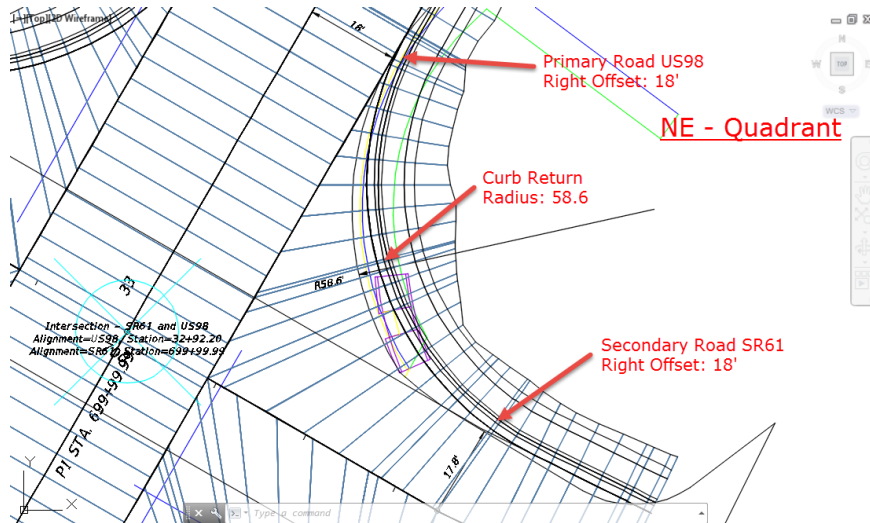 [-][Top][2D Wireframe]
18'
Primary Road US98
Right Offset: 18'
N
W
TOP
E
S
WCS
NE - Quadrant
Curb Return
Radius: 58.6
R58.6'
33
Intersection - SR61 and US98
Alignment=US98/Station=32+92.20
Alignment=SR61/Station=699+99.99
PI STA. 699+99.99
Secondary Road SR61
Right Offset: 18'
17.8'
Y
X
Type a command